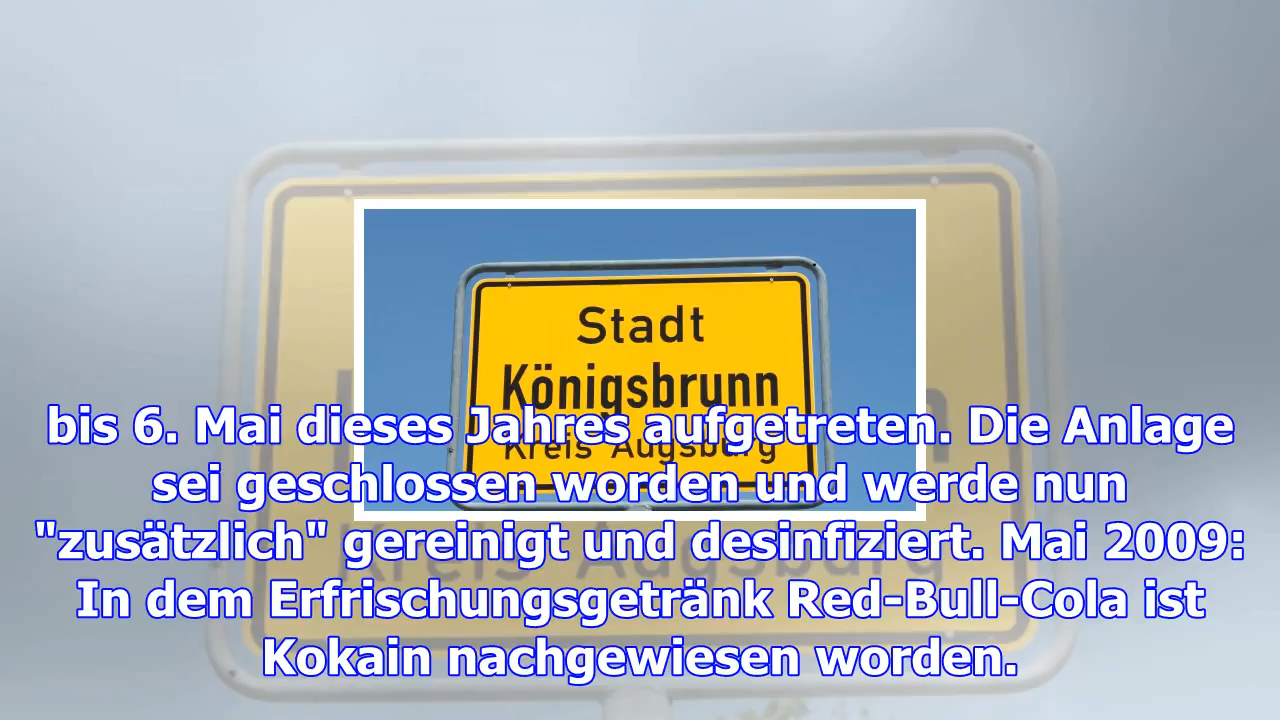 Stadt
Königsbrunn
Kreis Augsburg
bis 6. Mai dieses Jahres aufgetreten. Die Anlage
sei geschlossen worden und werde nun
"zusätzlich" gereinigt und desinfiziert. Mai 2009:
In dem Erfrischungsgetränk Red-Bull-Cola ist
Kokain nachgewiesen worden.